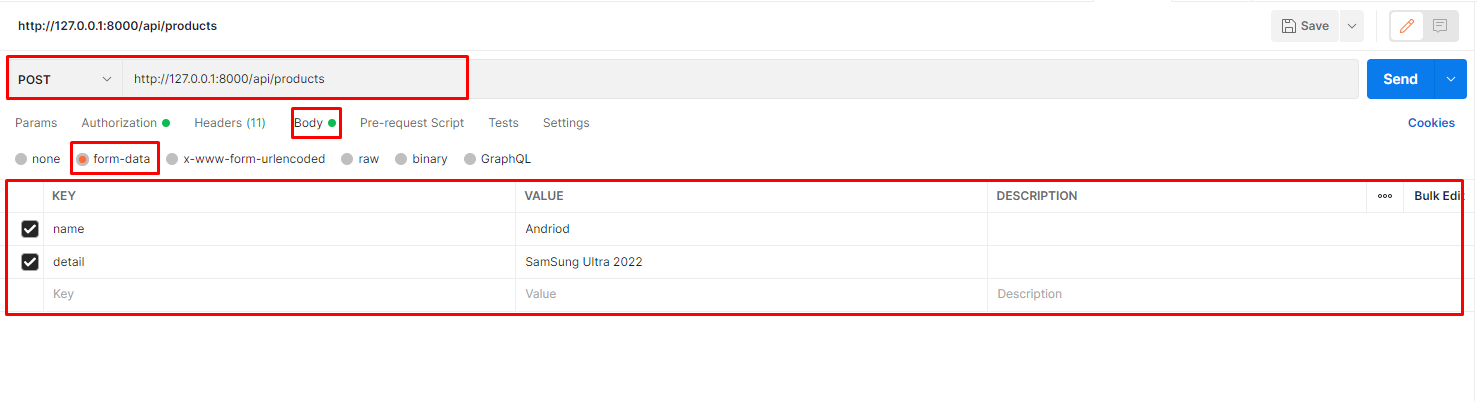 http://127.0.0.1:8000/api/products Save
POST http://127.0.0.1:8000/api/products Send
Params Authorization Headers (11) Body Pre-request Script Tests Settings Cookies
none form-data x-www-form-urlencoded raw binary GraphQL
KEY VALUE DESCRIPTION Bulk Edit
name Andriod
detail SamSung Ultra 2022
Key Value Description